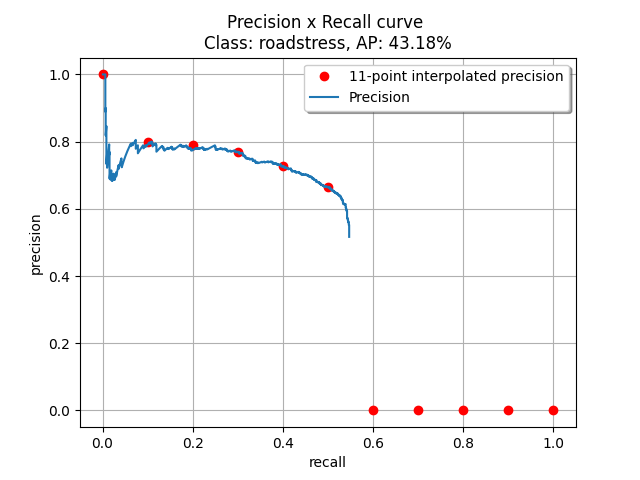 Precision x Recall curve
Class: roadstress, AP: 43.18%
11-point interpolated precision
Precision
1.0
0.8
0.6
0.4
0.2
0.0
precision
0.0
0.2
0.4
0.6
0.8
1.0
recall